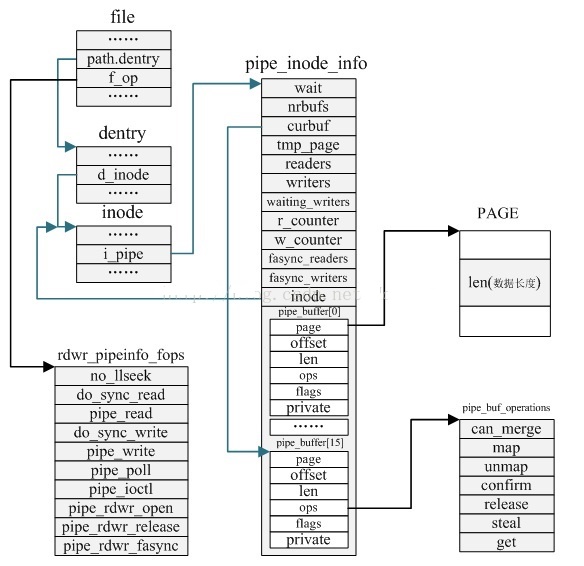 file
……
path.dentry
f_op
……
dentry
……
d_inode
……
inode
……
i_pipe
……
pipe_inode_info
wait
nrbufs
curbuf
tmp_page
readers
writers
waiting_writers
r_counter
w_counter
fasync_readers
fasync_writers
inode
pipe_buffer[0]
page
offset
len
ops
flags
private
……
pipe_buffer[15]
page
offset
len
ops
flags
private
PAGE
len(数据长度)
rdwr_pipeinfo_fops
no_llseek
do_sync_read
pipe_read
do_sync_write
pipe_write
pipe_poll
pipe_ioctl
pipe_rdwr_open
pipe_rdwr_release
pipe_rdwr_fasync
pipe_buf_operations
can_merge
map
unmap
confirm
release
steal
get